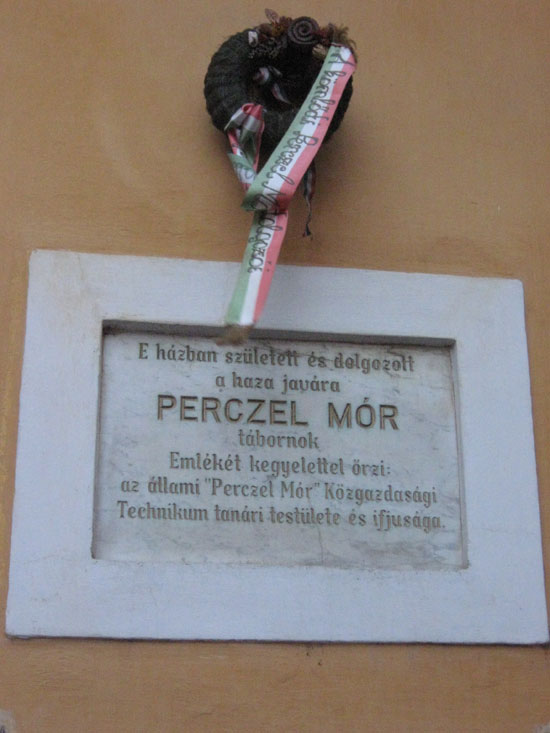 Perczel
E házban született és dolgozott
a haza javára
PERCZEL MÓR
tábornok
Emlékét kegyelettel őrzi:
az állami "Perczel Mór" Közgazdasági
Technikum tanári testülete és ifjusága.